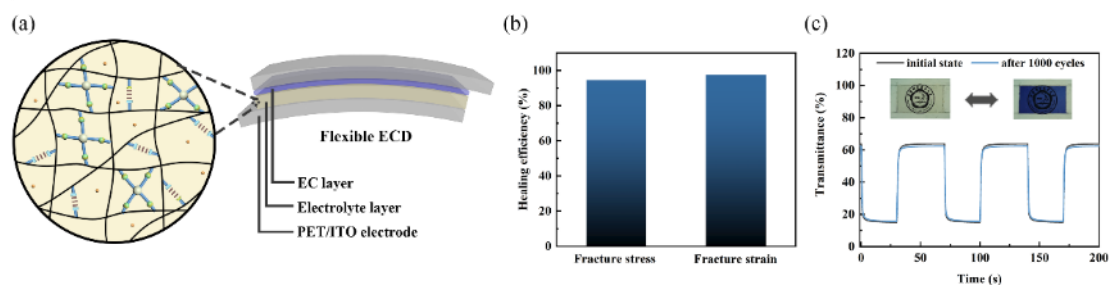 (a)
Flexible ECD
EC layer
Electrolyte layer
PET/ITO electrode
(b)
Healing efficiency (%)
100
80
60
40
20
0
Fracture stress
Fracture strain
(c)
Transmittance (%)
120
100
80
60
40
20
0
initial state
after 1000 cycles
0
50
100
150
200
Time (s)